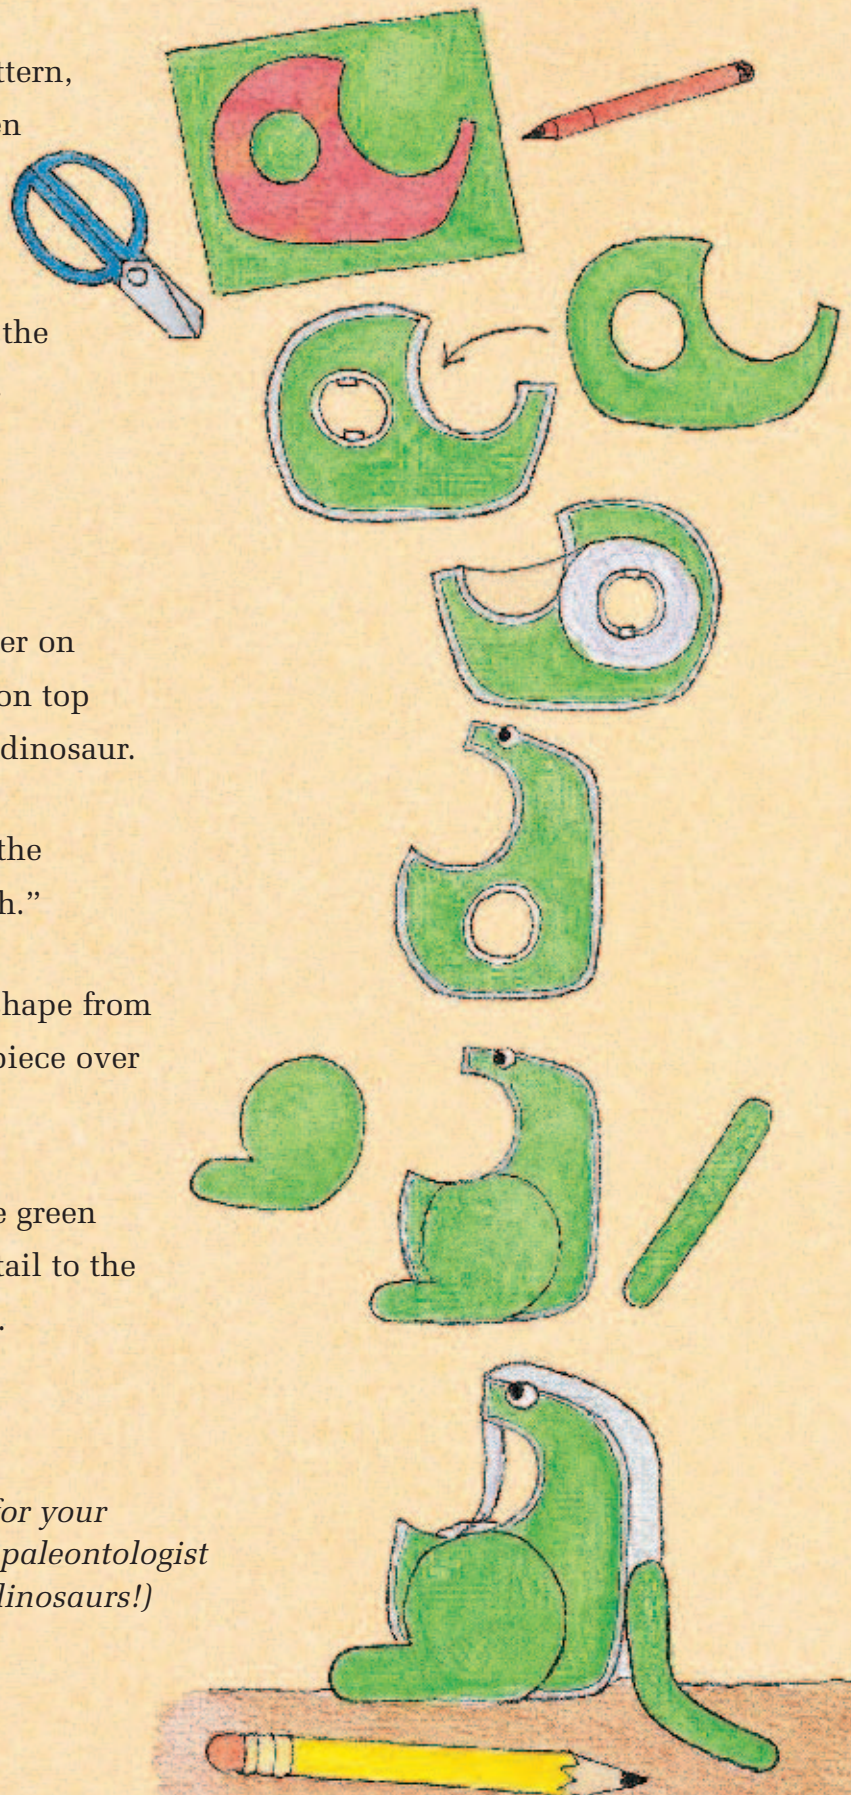 ttern,
en
the
er on
on top
dinosaur.
the
h.”
hape from
piece over
e green
tail to the
.
for your
paleontologist
dinosaurs!)